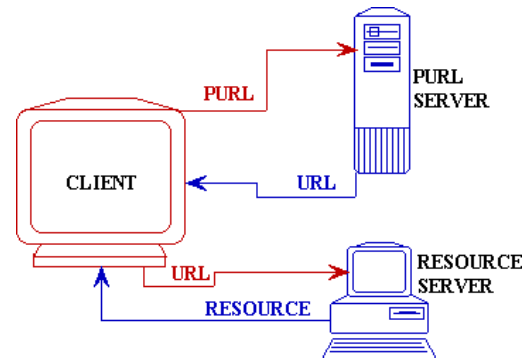 PURL
PURL
SERVER
CLIENT
URL
URL
RESOURCE
RESOURCE
SERVER